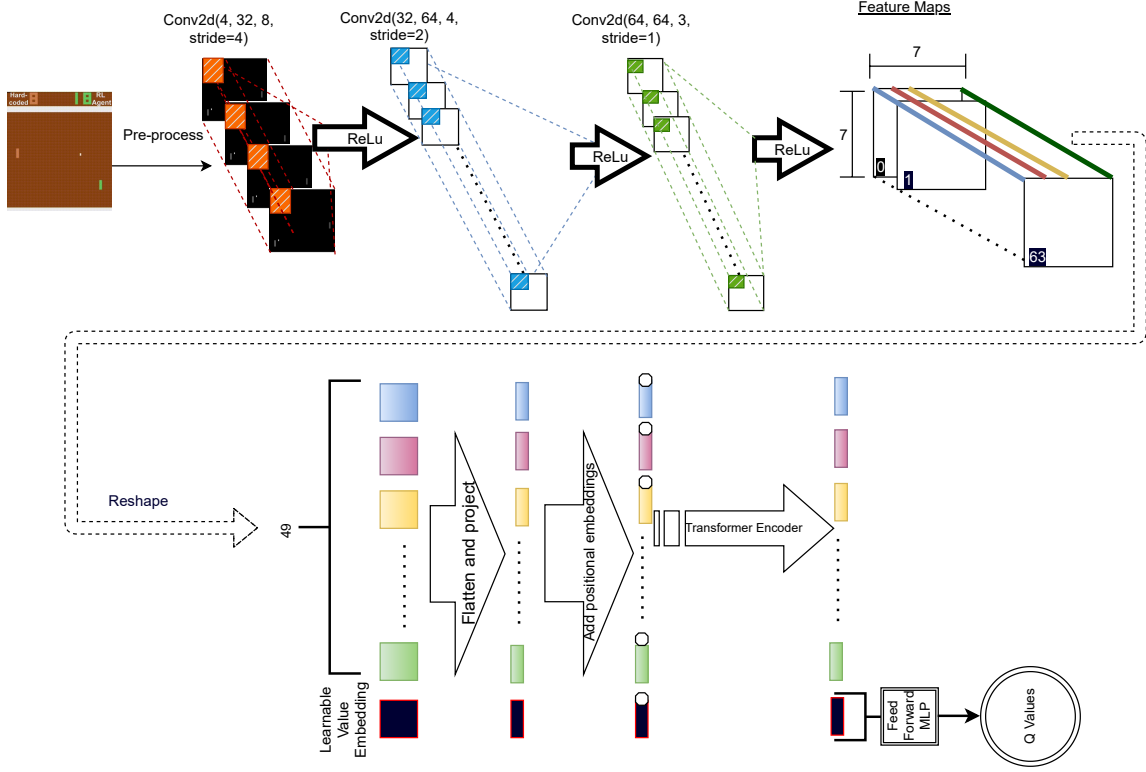 Conv2d(4, 32, 8,
stride=4)
Conv2d(32, 64, 4,
stride=2)
Conv2d(64, 64, 3,
stride=1)
Feature Maps
7
Hard-
coded
RL
Agent
Pre-process
ReLu
ReLu
ReLu
7
0
1
63
Reshape
49
Flatten and project
Add positional embeddings
Transformer Encoder
Learnable
Value
Embedding
Feed
Forward
MLP
Q Values